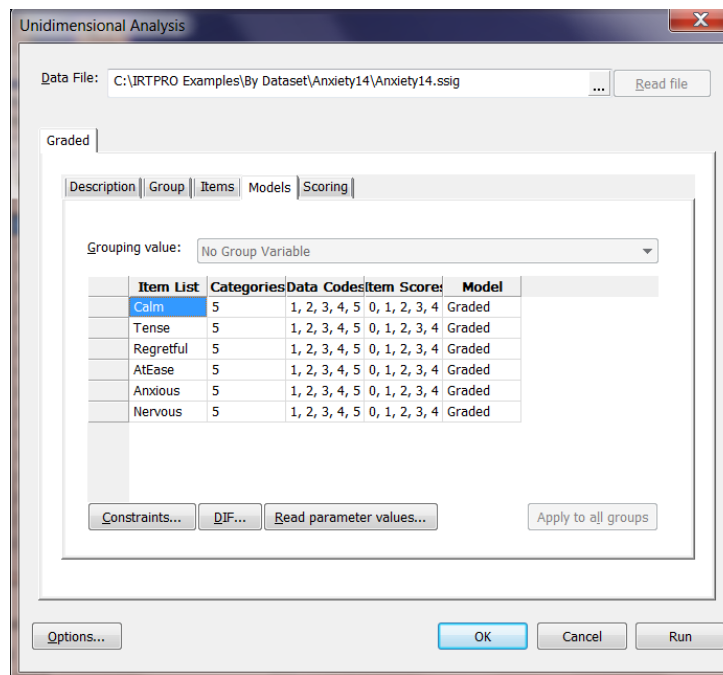 Unidimensional Analysis
X
Data File: C:\IRTPRO Examples\By Dataset\Anxiety14\Anxiety14.ssig ... Read file
Graded
Description Group Items Models Scoring
Grouping value: No Group Variable
Item List Categories Data Codes Item Scores Model
Calm 5 1, 2, 3, 4, 5 0, 1, 2, 3, 4 Graded
Tense 5 1, 2, 3, 4, 5 0, 1, 2, 3, 4 Graded
Regretful 5 1, 2, 3, 4, 5 0, 1, 2, 3, 4 Graded
AtEase 5 1, 2, 3, 4, 5 0, 1, 2, 3, 4 Graded
Anxious 5 1, 2, 3, 4, 5 0, 1, 2, 3, 4 Graded
Nervous 5 1, 2, 3, 4, 5 0, 1, 2, 3, 4 Graded
Constraints... DIF... Read parameter values... Apply to all groups
Options... OK Cancel Run